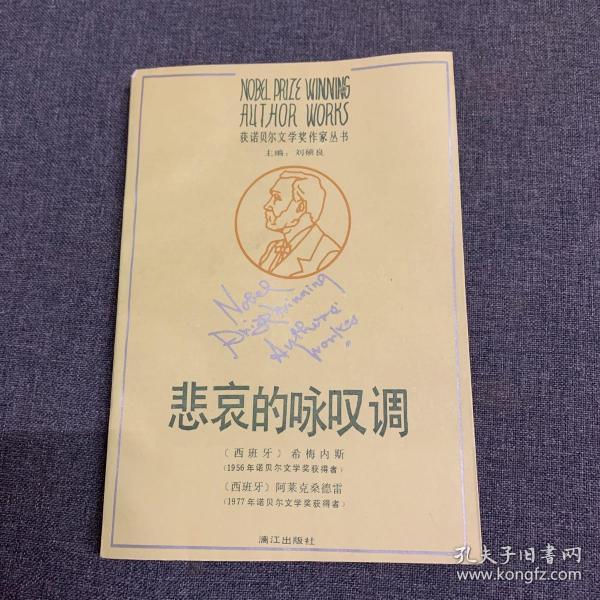 NOBEL PRIZE WINNING
AUTHOR WORKS
获诺贝尔文学奖作家丛书
主编：刘硕良
Nobel
Prize winning
Authors'
works
悲哀的咏叹调
〔西班牙〕希梅内斯
(1956年诺贝尔文学奖获得者)
〔西班牙〕阿莱克桑德雷
(1977年诺贝尔文学奖获得者)
漓江出版社
孔夫子旧书网
www.kongfz.com